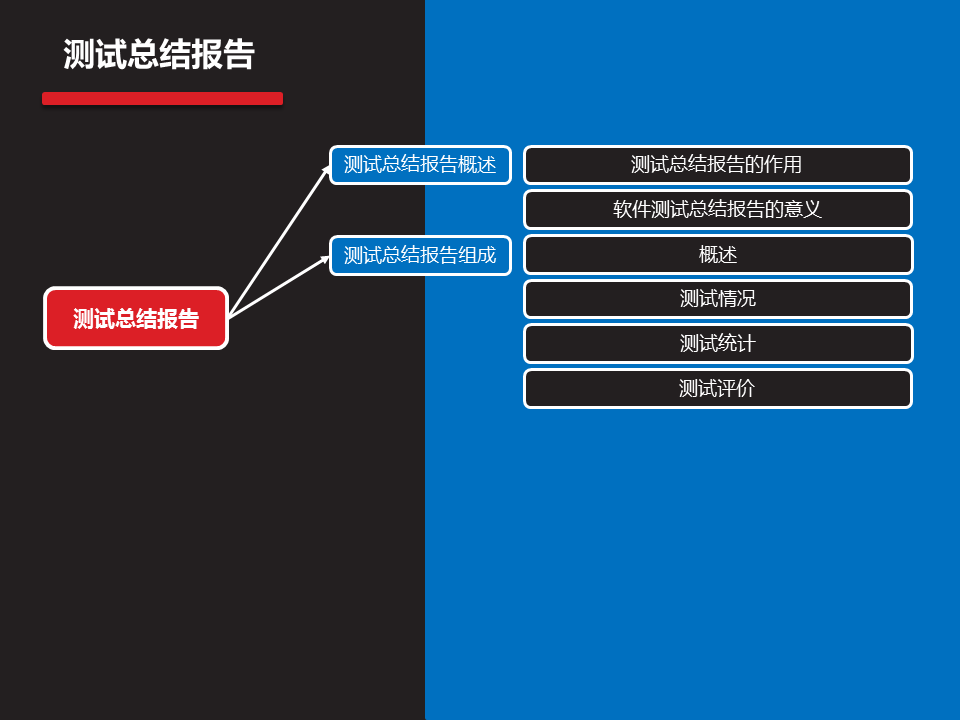 测试总结报告
测试总结报告概述
测试总结报告的作用
软件测试总结报告的意义
测试总结报告组成
概述
测试情况
测试总结报告
测试统计
测试评价